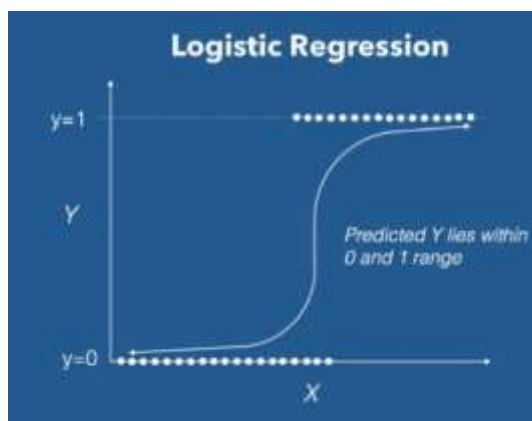 Logistic Regression
y=1
Y
Predicted Y lies within
0 and 1 range
y=0
X